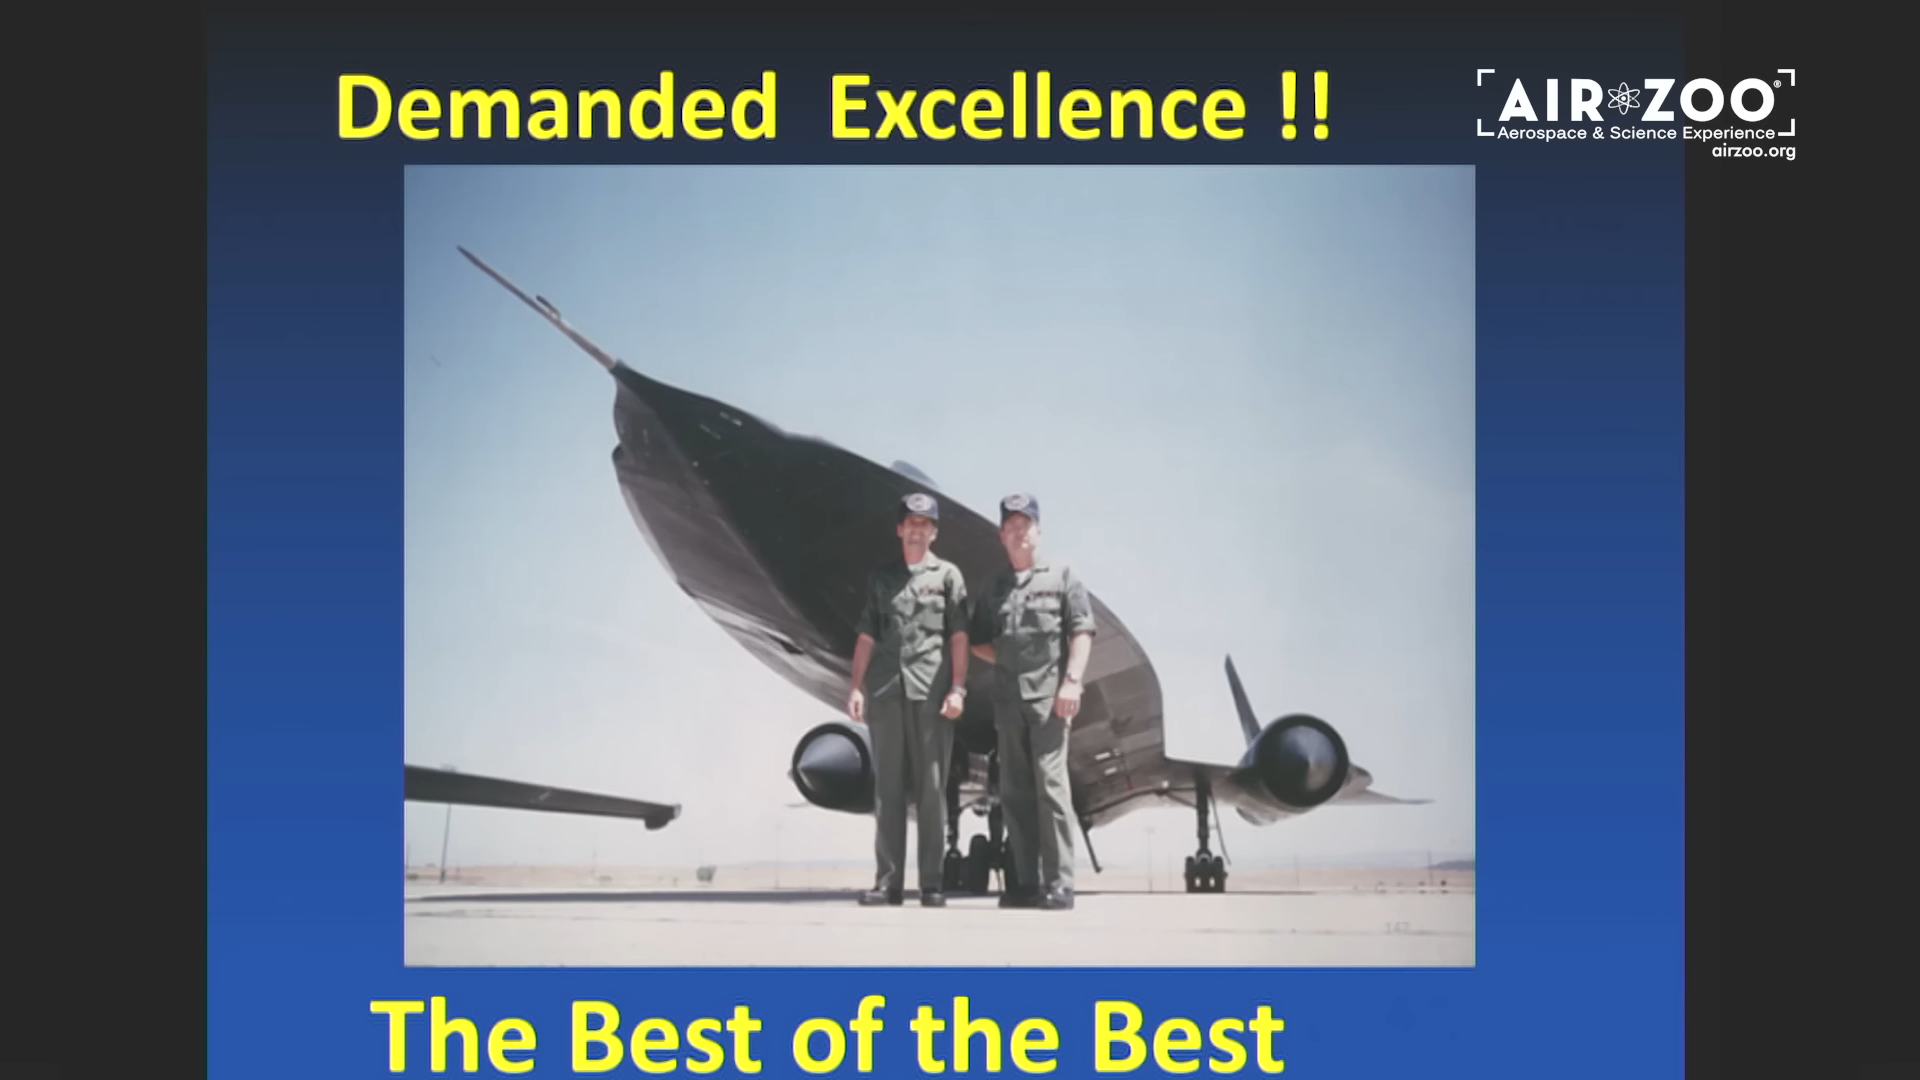 Demanded Excellence !!
AIR ZOO®
Aerospace & Science Experience
airzoo.org
The Best of the Best